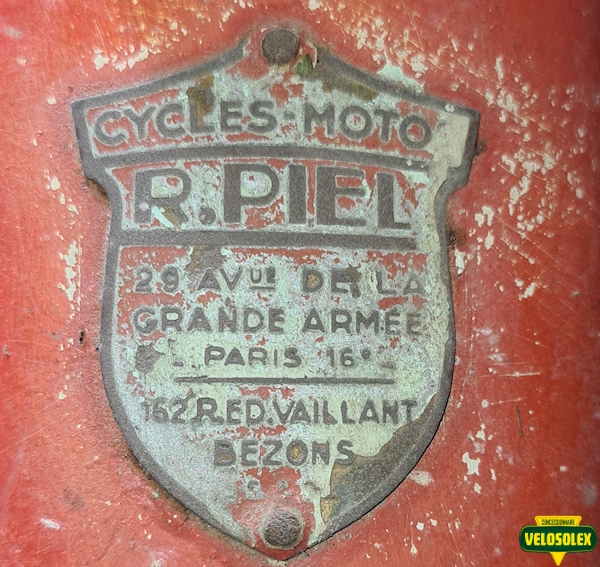 CYCLES-MOTO
R.PIEL
29 AVUE DE LA
GRANDE ARMÉE
PARIS 16e
162 R.ED.VAILLANT
BEZONS
CONCESSIONNAIRE
VELOSOLEX